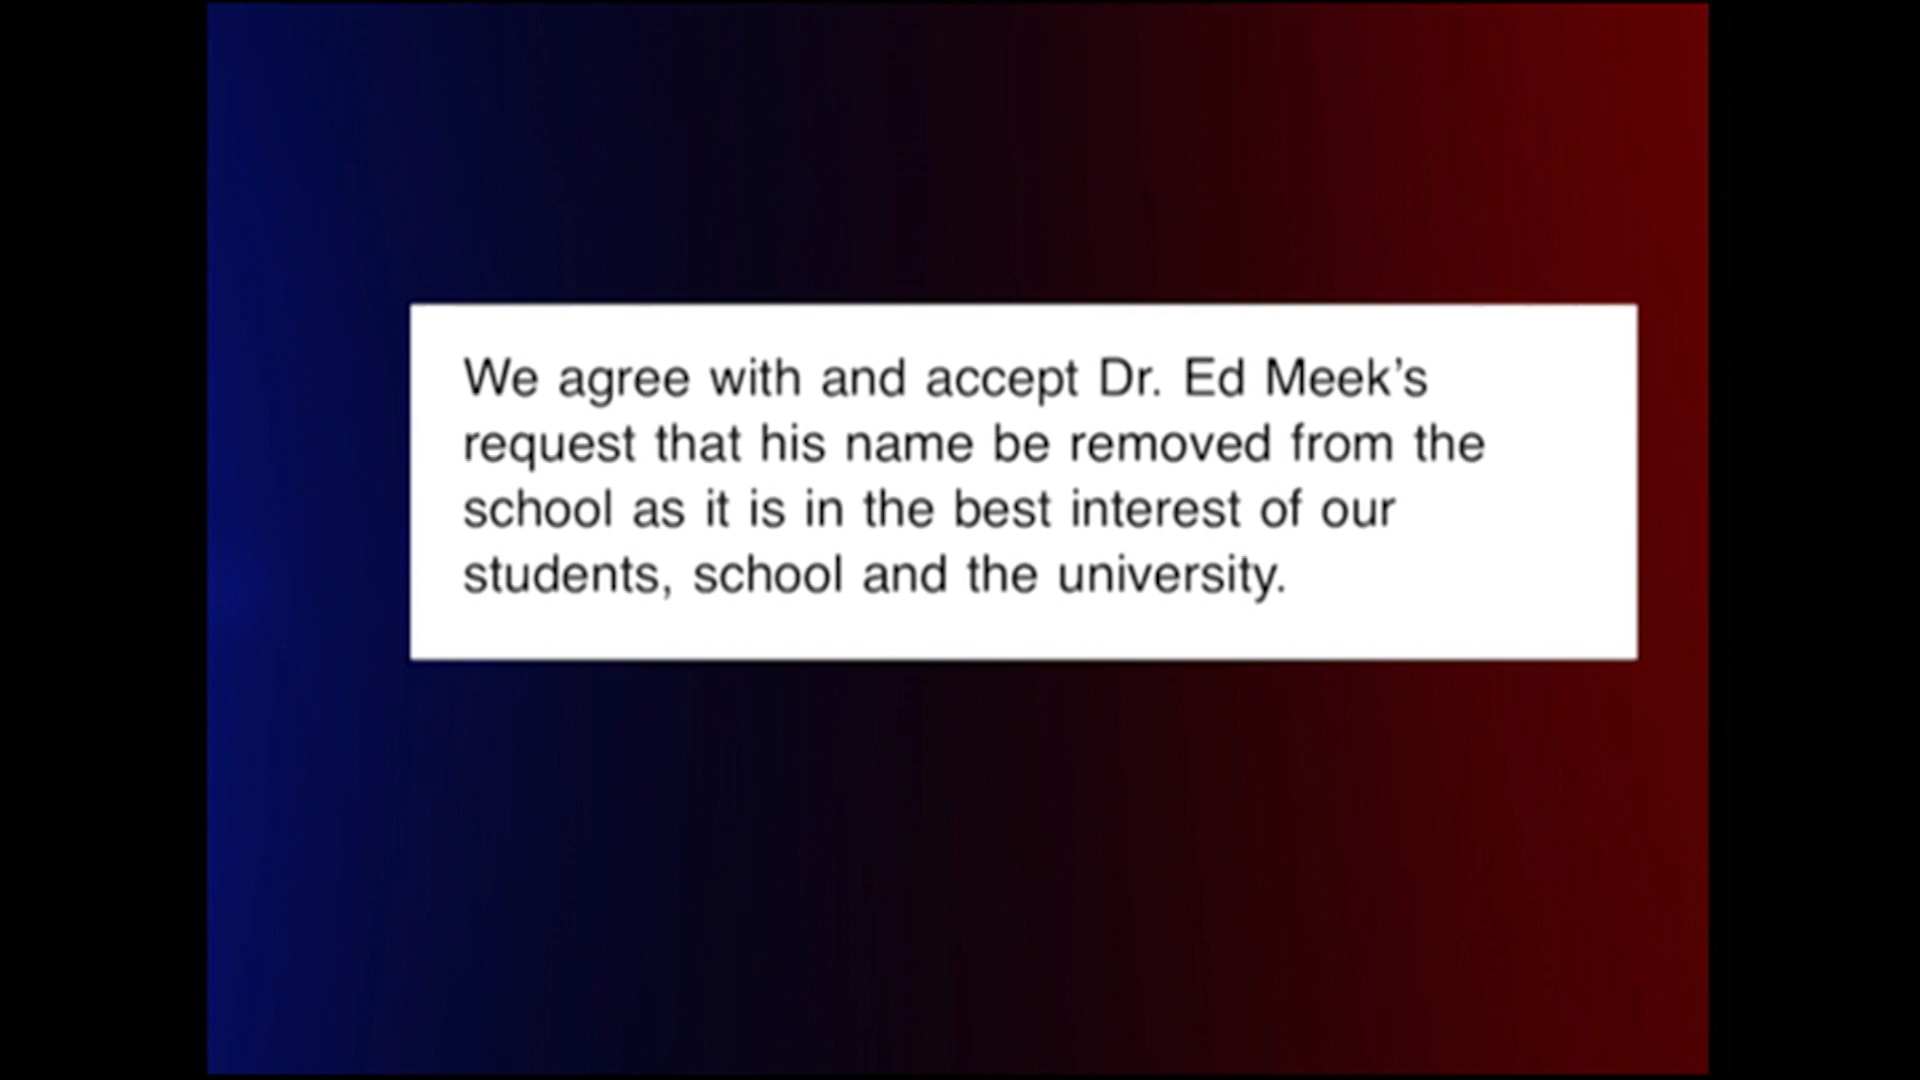 We agree with and accept Dr. Ed Meek’s
request that his name be removed from the
school as it is in the best interest of our
students, school and the university.